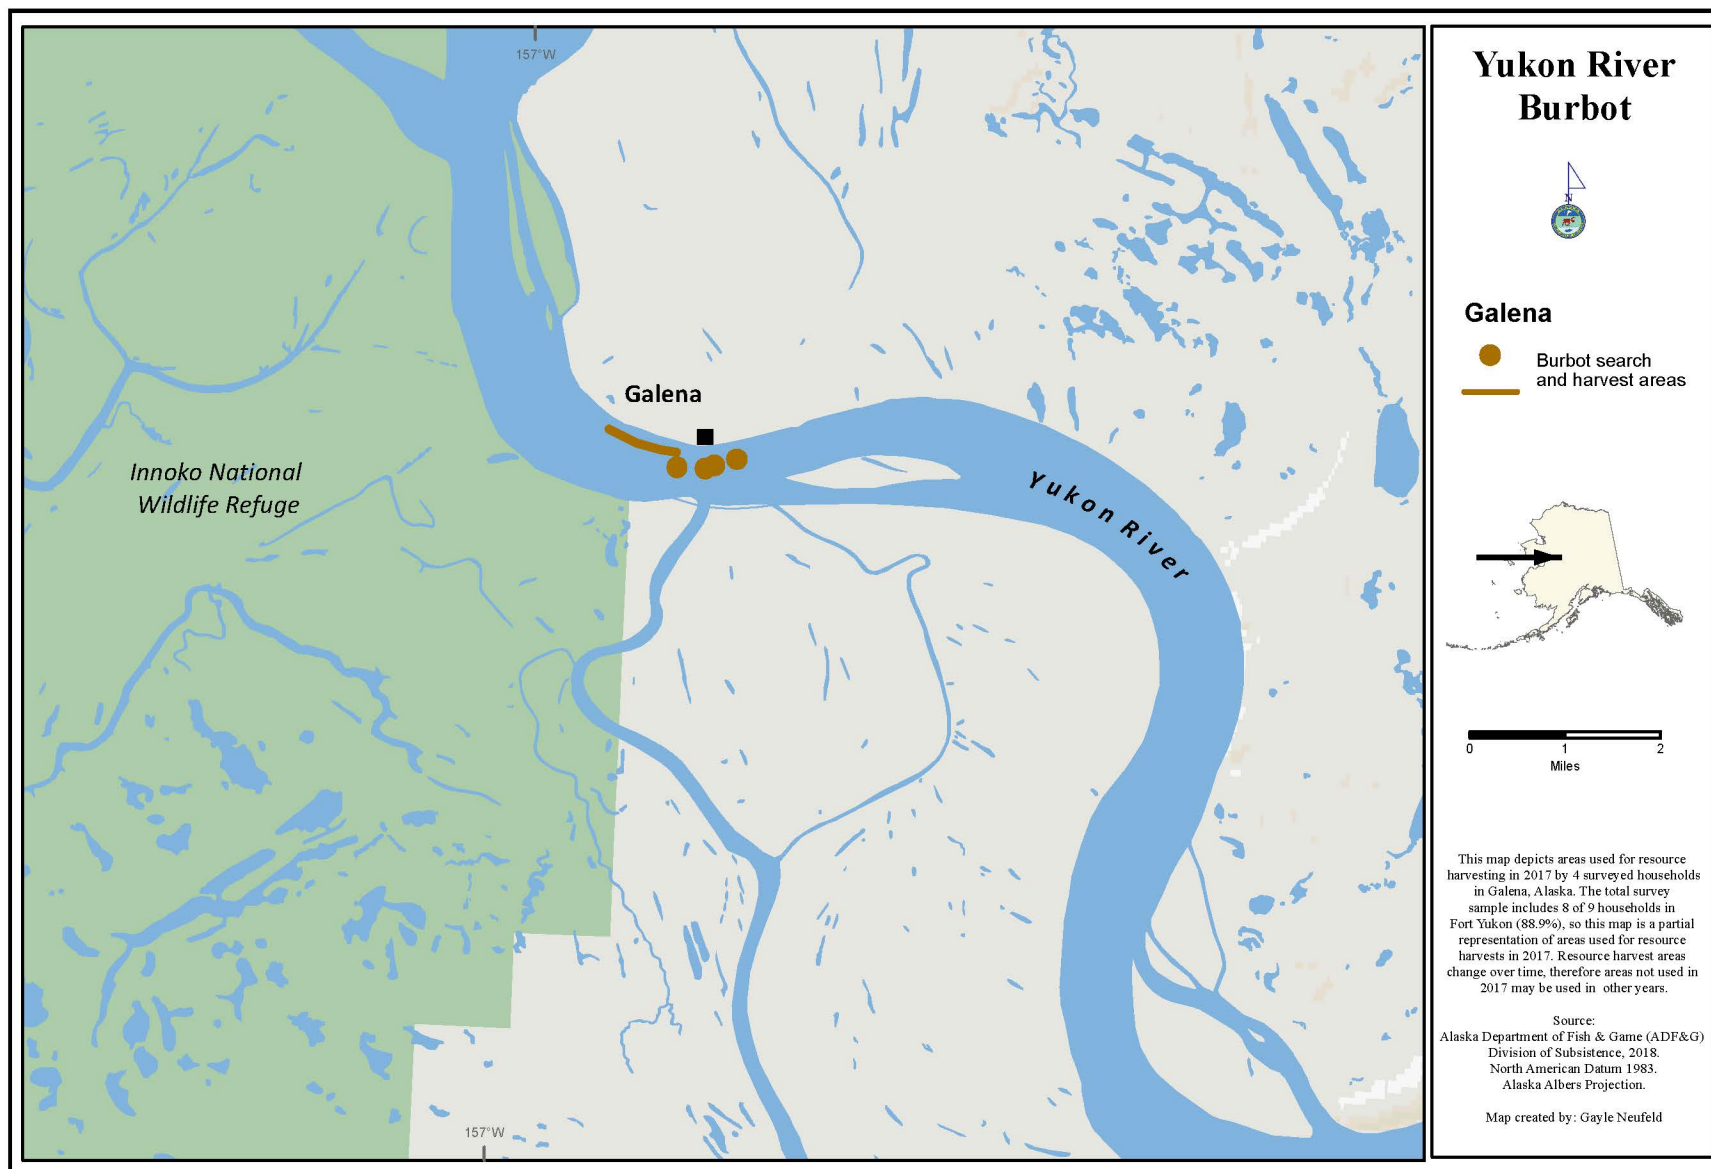 157°W
Galena
Innoko National
Wildlife Refuge
Yukon River
157°W
Yukon River
Burbot
N
Galena
Burbot search
and harvest areas
0 1 2
Miles
This map depicts areas used for resource
harvesting in 2017 by 4 surveyed households
in Galena, Alaska. The total survey
sample includes 8 of 9 households in
Fort Yukon (88.9%), so this map is a partial
representation of areas used for resource
harvests in 2017. Resource harvest areas
change over time, therefore areas not used in
2017 may be used in other years.
Source:
Alaska Department of Fish & Game (ADF&G)
Division of Subsistence, 2018.
North American Datum 1983.
Alaska Albers Projection.
Map created by: Gayle Neufeld